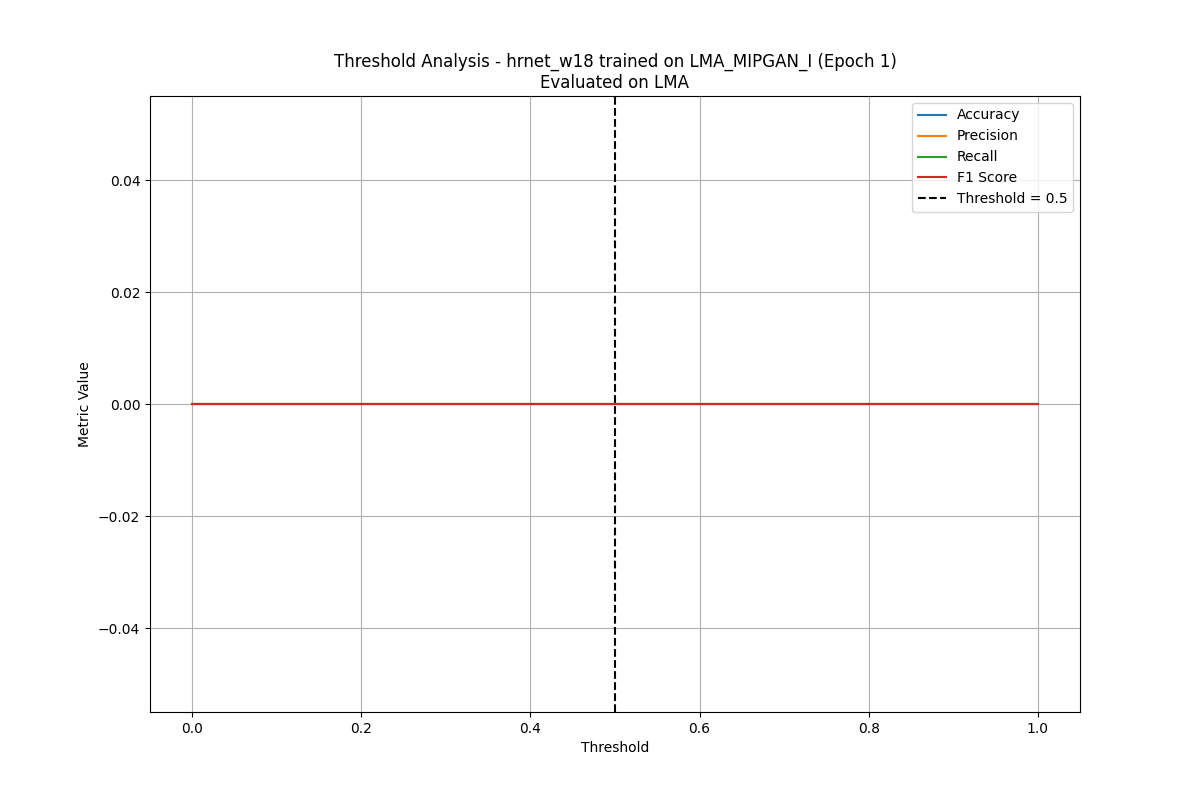 Threshold Analysis - hrnet_w18 trained on LMA_MIPGAN_I (Epoch 1)
Evaluated on LMA
Accuracy
Precision
Recall
F1 Score
Threshold = 0.5
Metric Value
0.04
0.02
0.00
−0.02
−0.04
0.0 0.2 0.4 0.6 0.8 1.0
Threshold